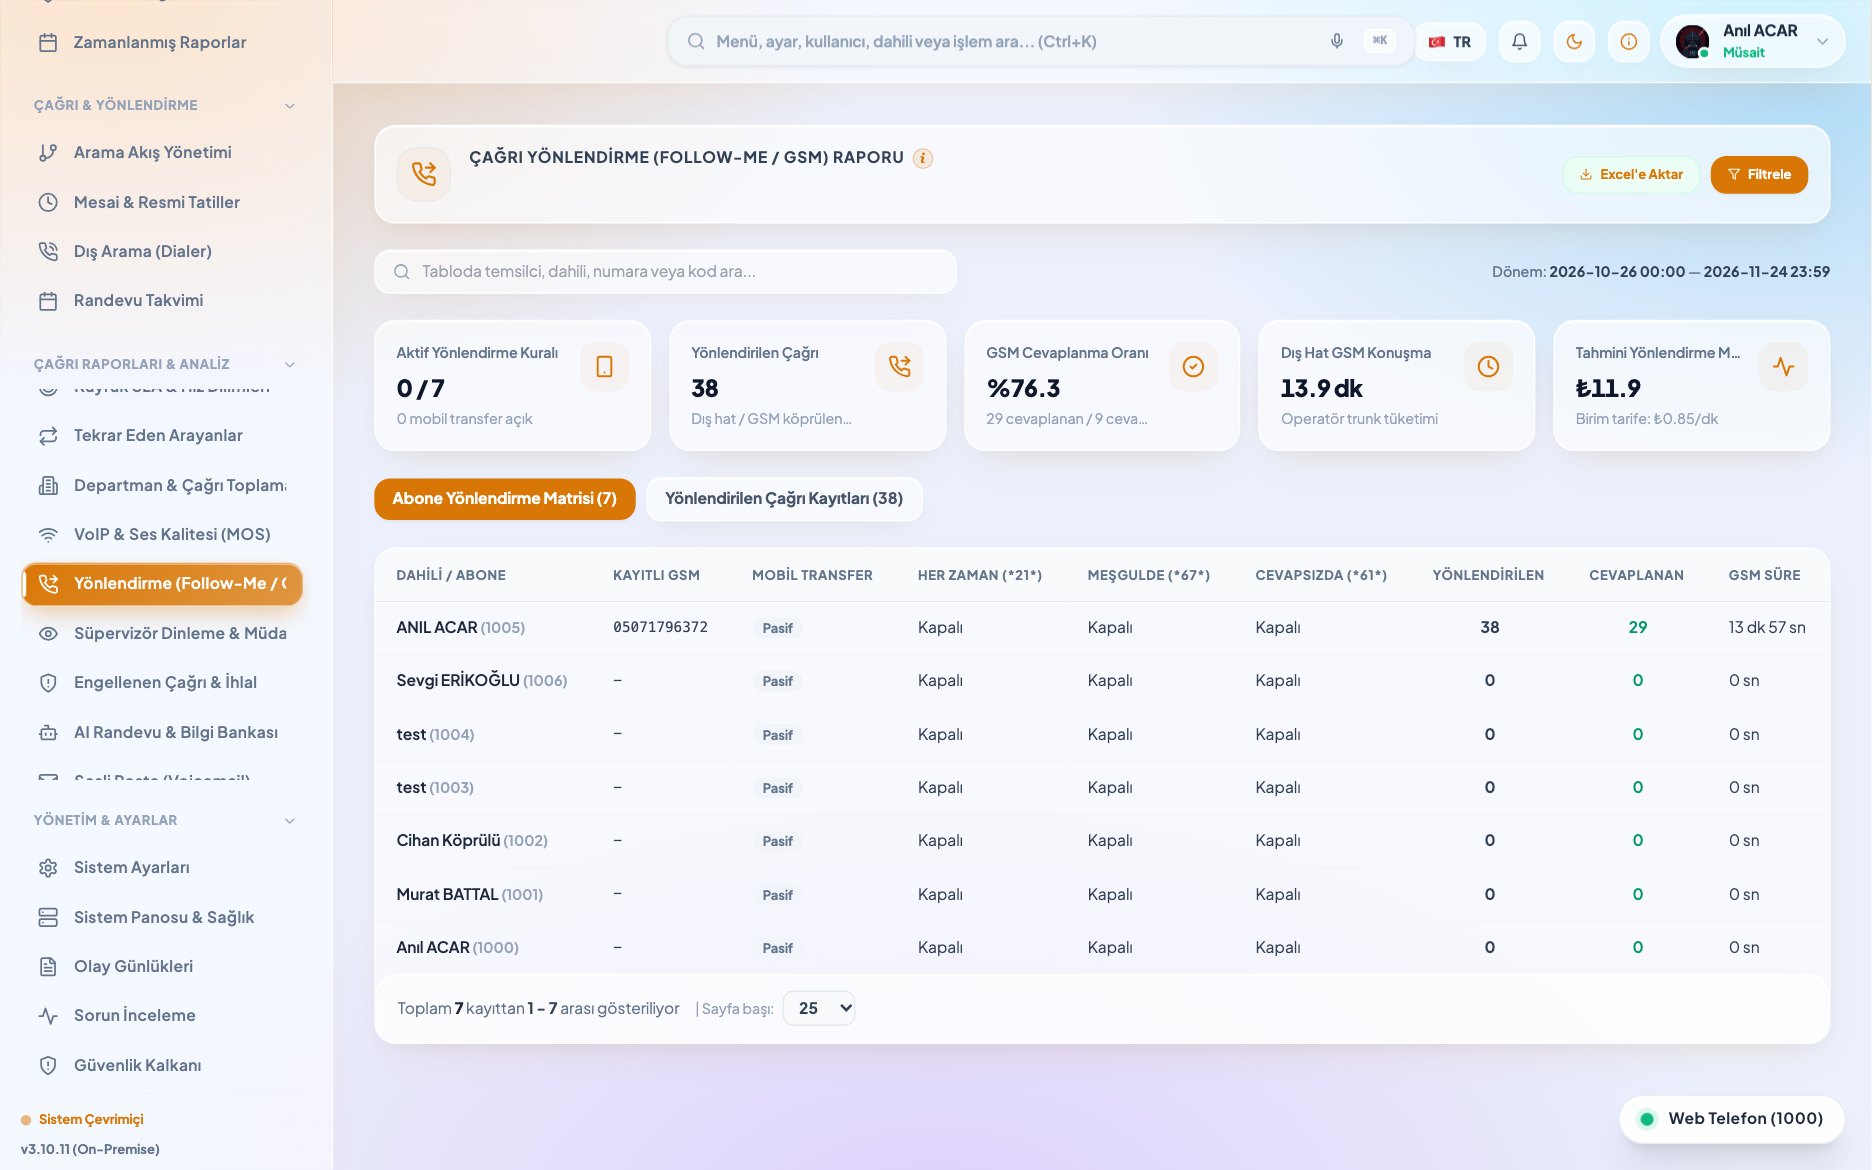 Zamanlanmış Raporlar
ÇAĞRI & YÖNLENDİRME
Arama Akış Yönetimi
Mesai & Resmi Tatiller
Dış Arama (Dialer)
Randevu Takvimi
ÇAĞRI RAPORLARI & ANALİZ
Tekrar Eden Arayanlar
Departman & Çağrı Toplama
VoIP & Ses Kalitesi (MOS)
Yönlendirme (Follow-Me / G
Süpervizör Dinleme & Müda
Engellenen Çağrı & İhlal
AI Randevu & Bilgi Bankası
Sesli Posta (Voicemail)
YÖNETİM & AYARLAR
Sistem Ayarları
Sistem Panosu & Sağlık
Olay Günlükleri
Sorun İnceleme
Güvenlik Kalkanı
Sistem Çevrimiçi
v3.10.11 (On-Premise)
Menü, ayar, kullanıcı, dahili veya işlem ara... (Ctrl+K)
⌘K
TR
Anıl ACAR
Müsait
ÇAĞRI YÖNLENDİRME (FOLLOW-ME / GSM) RAPORU i
Excel'e Aktar
Filtrele
Tabloda temsilci, dahili, numara veya kod ara...
Dönem: 2026-10-26 00:00 — 2026-11-24 23:59
Aktif Yönlendirme Kuralı
0 / 7
0 mobil transfer açık
Yönlendirilen Çağrı
38
Dış hat / GSM köprülen...
GSM Cevaplanma Oranı
%76.3
29 cevaplanan / 9 ceva...
Dış Hat GSM Konuşma
13.9 dk
Operatör trunk tüketimi
Tahmini Yönlendirme M...
₺11.9
Birim tarife: ₺0.85/dk
Abone Yönlendirme Matrisi (7)
Yönlendirilen Çağrı Kayıtları (38)
DAHİLİ / ABONE KAYITLI GSM MOBİL TRANSFER HER ZAMAN (*21*) MEŞGULDE (*67*) CEVAPSIZDA (*61*) YÖNLENDİRİLEN CEVAPLANAN GSM SÜRE
ANIL ACAR (1005) 05071796372 Pasif Kapalı Kapalı Kapalı 38 29 13 dk 57 sn
Sevgi ERİKOĞLU (1006) – Pasif Kapalı Kapalı Kapalı 0 0 0 sn
test (1004) – Pasif Kapalı Kapalı Kapalı 0 0 0 sn
test (1003) – Pasif Kapalı Kapalı Kapalı 0 0 0 sn
Cihan Köprülü (1002) – Pasif Kapalı Kapalı Kapalı 0 0 0 sn
Murat BATTAL (1001) – Pasif Kapalı Kapalı Kapalı 0 0 0 sn
Anıl ACAR (1000) – Pasif Kapalı Kapalı Kapalı 0 0 0 sn
Toplam 7 kayıttan 1 - 7 arası gösteriliyor | Sayfa başı: 25
Web Telefon (1000)